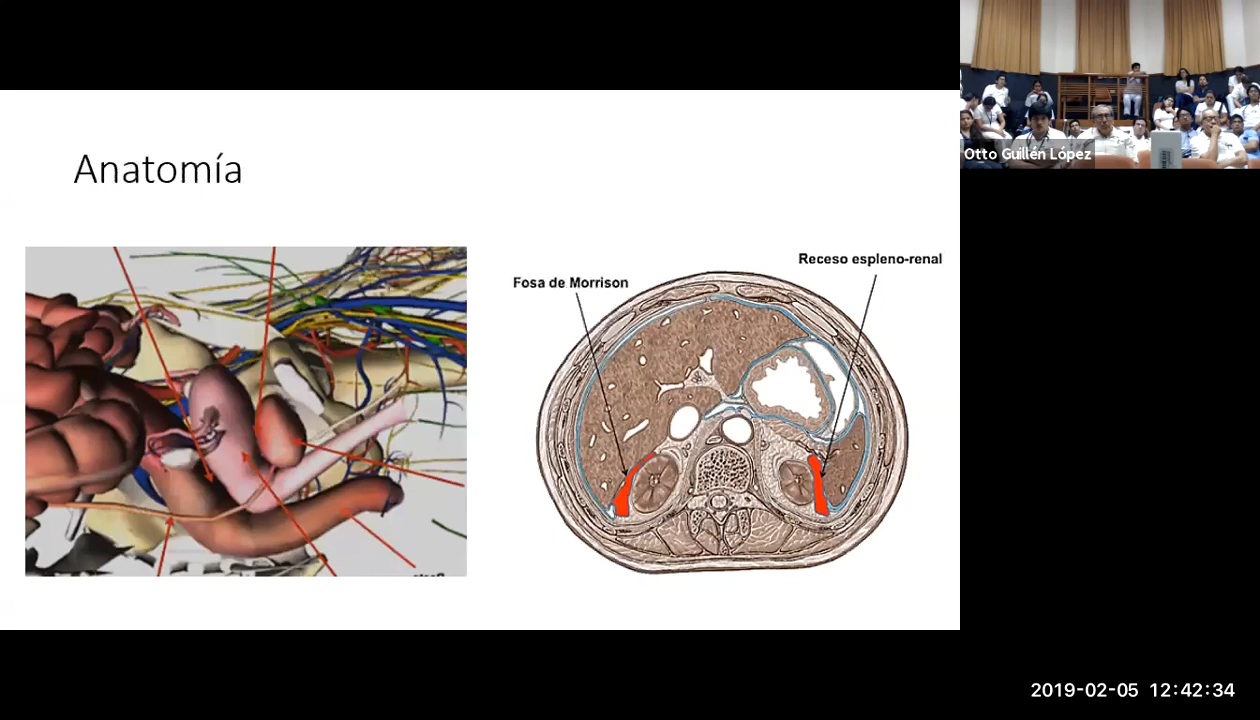 Otto Guillén López
Anatomía
Receso espleno-renal
Fosa de Morrison
2019-02-05 12:42:34